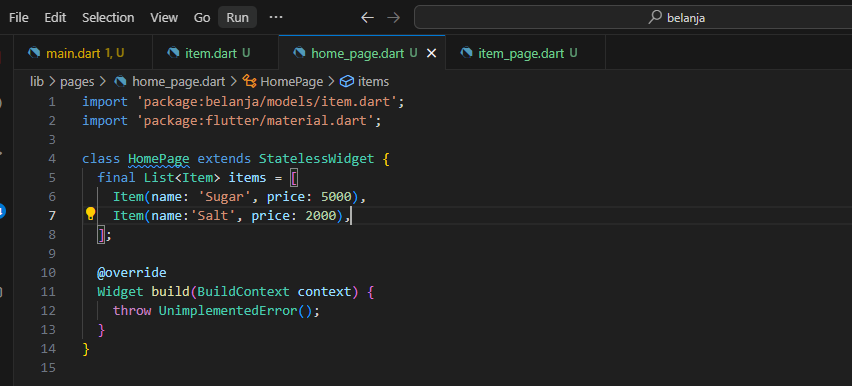 File Edit Selection View Go Run ··· ← → belanja
main.dart 1, U item.dart U home_page.dart U × item_page.dart U
lib > pages > home_page.dart > HomePage > items
1 import 'package:belanja/models/item.dart';
2 import 'package:flutter/material.dart';
3
4 class HomePage extends StatelessWidget {
5 final List<Item> items = [
6 Item(name: 'Sugar', price: 5000),
7 Item(name:'Salt', price: 2000),
8 ];
9
10 @override
11 Widget build(BuildContext context) {
12 throw UnimplementedError();
13 }
14 }
15